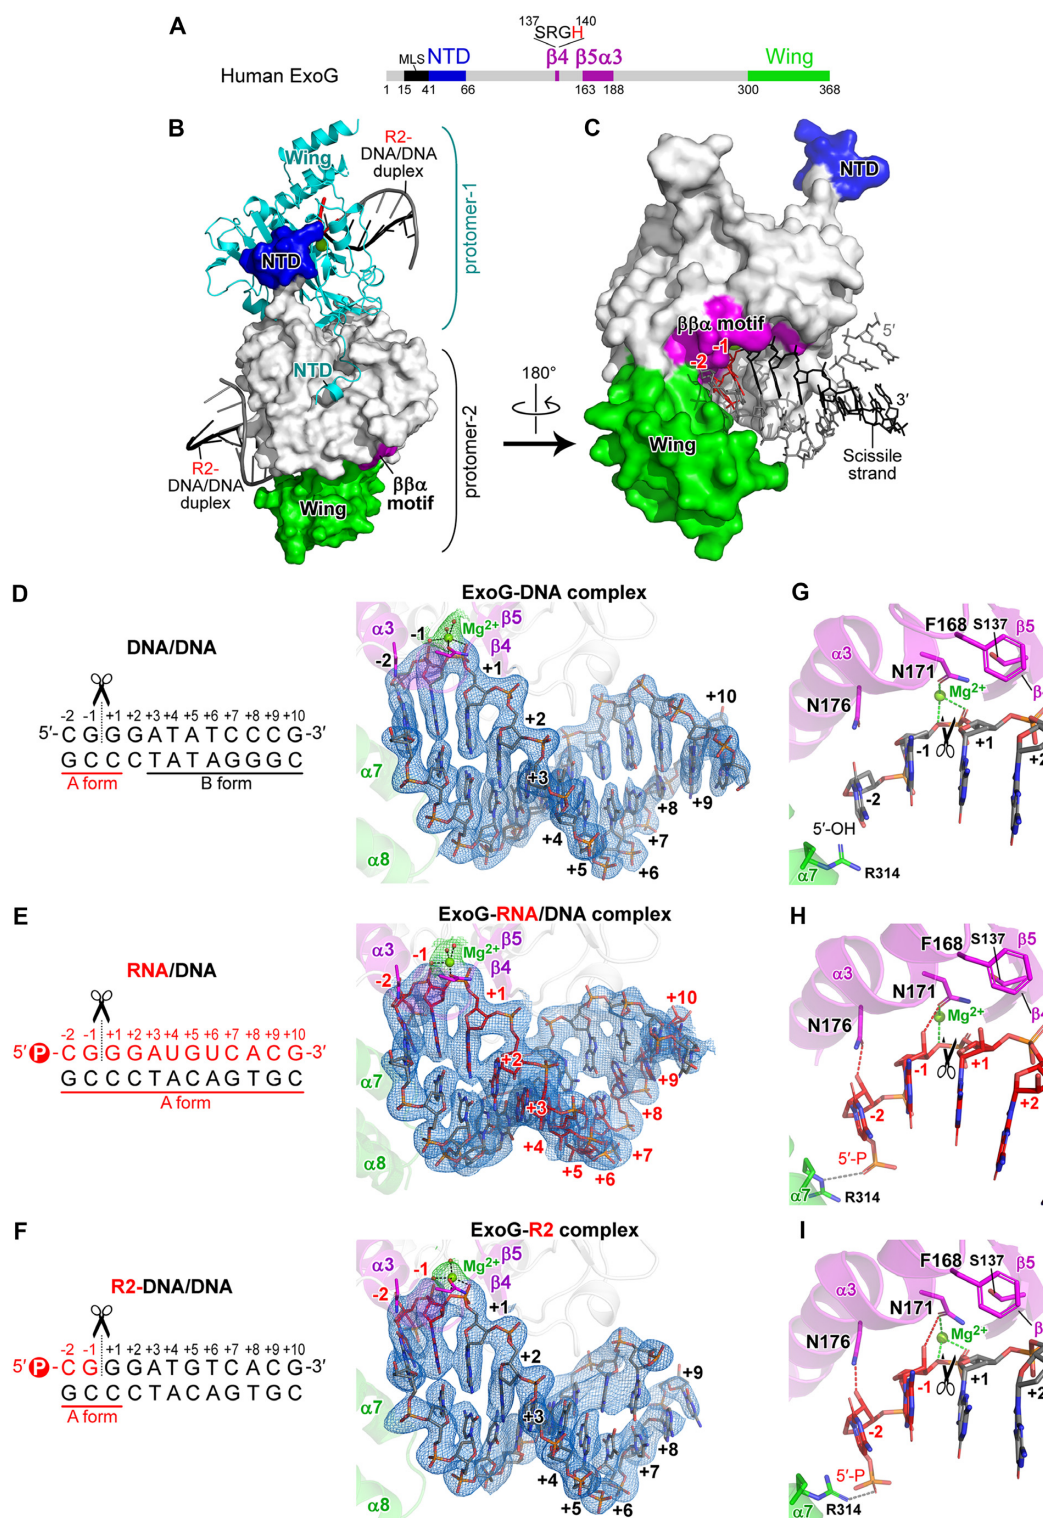 A
137 140
SRGH
MLS NTD β4 β5α3 Wing
Human ExoG
1 15 41 66 163 188 300 368
B
Wing
R2-
DNA/DNA
duplex
NTD
protomer-1
NTD
protomer-2
R2-
DNA/DNA
duplex
ββα
motif
Wing
180°
C
NTD
ββα motif
-1
-2
5′
3′
Wing
Scissile
strand
D
DNA/DNA
-2 -1 +1 +2 +3 +4 +5 +6 +7 +8 +9 +10
5′-CGGGATATCCCG-3′
GCCCTATAGGGC
A form B form
ExoG-DNA complex
α3 -1 Mg2+ β5
β4
-2 +1
+2
+10
+3
α7
+9
+8
+7
+4
α8 +5 +6
G
F168 S137 β5
α3
N171
Mg2+ β4
N176
-1 +1 +2
-2
5′-OH
α7 R314
E
RNA/DNA
-2 -1 +1 +2 +3 +4 +5 +6 +7 +8 +9 +10
5′ P-CGGGAUGUCACG-3′
GCCCTACAGTGC
A form
ExoG-RNA/DNA complex
α3 -1 Mg2+ β5
β4
-2 +1
+10
+2
α7 +9
+3
+8
+4 +7
α8 +5 +6
H
F168 S137 β5
α3
N171
Mg2+ β4
N176
-1 +1
+2
-2
5′-P
α7 R314
F
R2-DNA/DNA
-2 -1 +1 +2 +3 +4 +5 +6 +7 +8 +9 +10
5′ P-CGGGATGTCACG-3′
GCCCTACAGTGC
A form
ExoG-R2 complex
α3 -1 Mg2+ β5
β4
-2 +1
+2
+9
+3
α7
+8
+7
+4
α8 +5 +6
I
F168 S137 β5
α3
N171
Mg2+ β
N176
-1 +1 +2
-2
5′-P
α7 R314